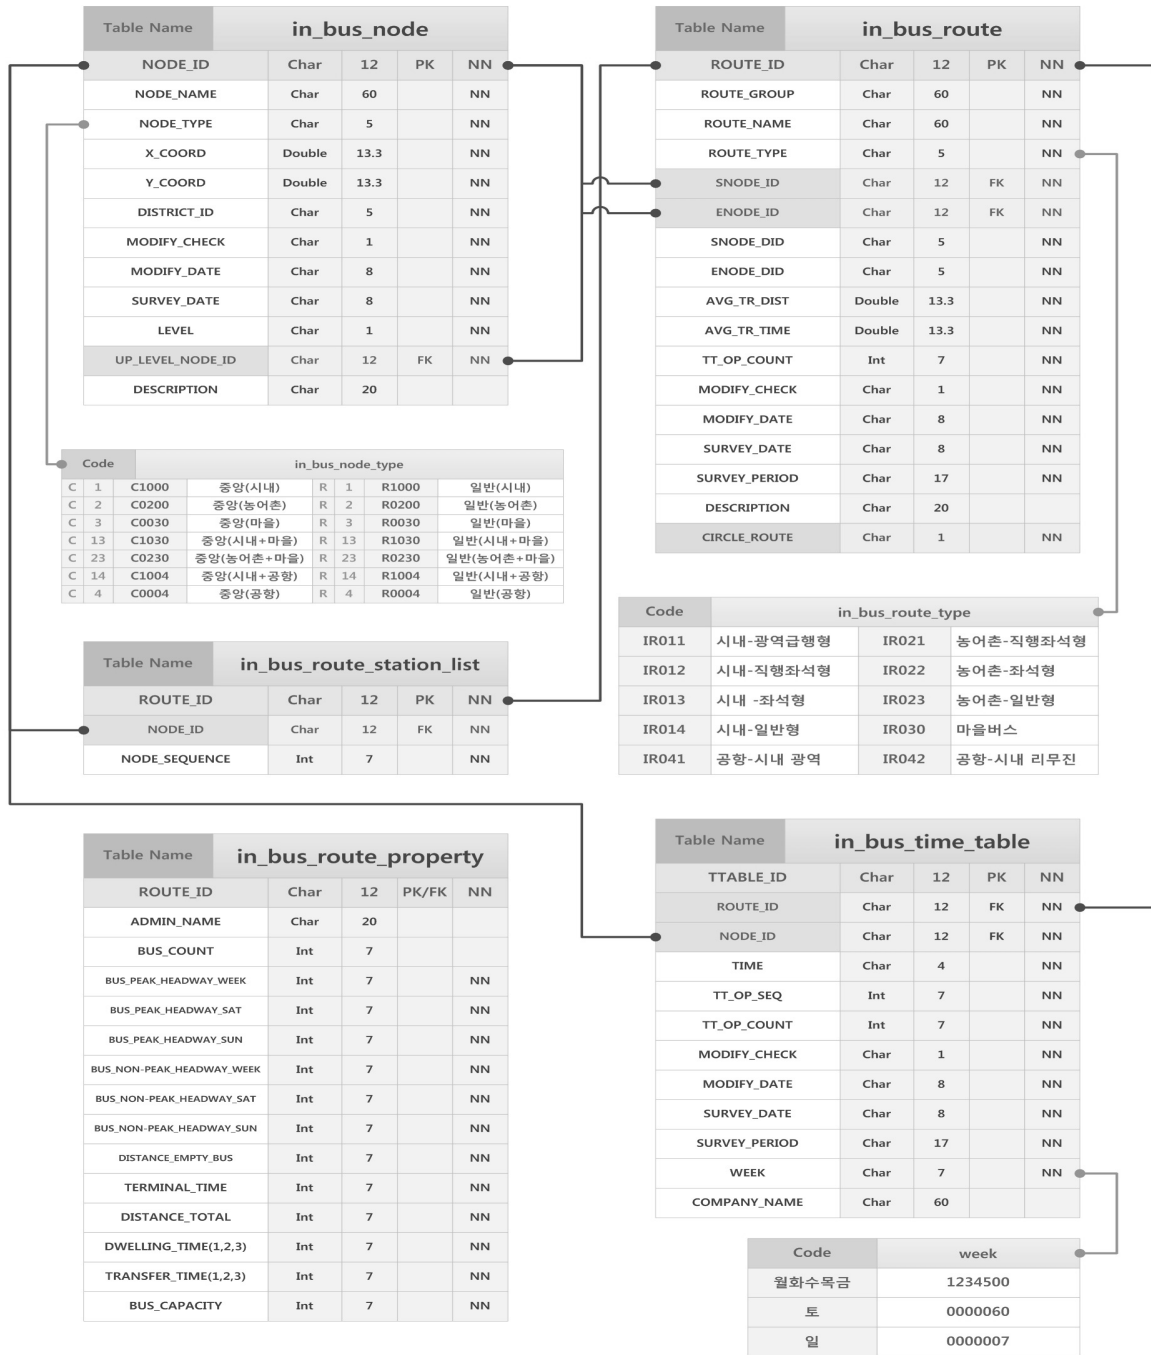 Table Name in_bus_node
NODE_ID Char 12 PK NN
NODE_NAME Char 60 NN
NODE_TYPE Char 5 NN
X_COORD Double 13.3 NN
Y_COORD Double 13.3 NN
DISTRICT_ID Char 5 NN
MODIFY_CHECK Char 1 NN
MODIFY_DATE Char 8 NN
SURVEY_DATE Char 8 NN
LEVEL Char 1 NN
UP_LEVEL_NODE_ID Char 12 FK NN
DESCRIPTION Char 20
Code in_bus_node_type
C 1 C1000 중앙(시내) R 1 R1000 일반(시내)
C 2 C0200 중앙(농어촌) R 2 R0200 일반(농어촌)
C 3 C0030 중앙(마을) R 3 R0030 일반(마을)
C 13 C1030 중앙(시내+마을) R 13 R1030 일반(시내+마을)
C 23 C0230 중앙(농어촌+마을) R 23 R0230 일반(농어촌+마을)
C 14 C1004 중앙(시내+공항) R 14 R1004 일반(시내+공항)
C 4 C0004 중앙(공항) R 4 R0004 일반(공항)
Table Name in_bus_route_station_list
ROUTE_ID Char 12 PK NN
NODE_ID Char 12 FK NN
NODE_SEQUENCE Int 7 NN
Table Name in_bus_route_property
ROUTE_ID Char 12 PK/FK NN
ADMIN_NAME Char 20
BUS_COUNT Int 7
BUS_PEAK_HEADWAY_WEEK Int 7 NN
BUS_PEAK_HEADWAY_SAT Int 7 NN
BUS_PEAK_HEADWAY_SUN Int 7 NN
BUS_NON-PEAK_HEADWAY_WEEK Int 7 NN
BUS_NON-PEAK_HEADWAY_SAT Int 7 NN
BUS_NON-PEAK_HEADWAY_SUN Int 7 NN
DISTANCE_EMPTY_BUS Int 7 NN
TERMINAL_TIME Int 7 NN
DISTANCE_TOTAL Int 7 NN
DWELLING_TIME(1,2,3) Int 7 NN
TRANSFER_TIME(1,2,3) Int 7 NN
BUS_CAPACITY Int 7 NN
Table Name in_bus_route
ROUTE_ID Char 12 PK NN
ROUTE_GROUP Char 60 NN
ROUTE_NAME Char 60 NN
ROUTE_TYPE Char 5 NN
SNODE_ID Char 12 FK NN
ENODE_ID Char 12 FK NN
SNODE_DID Char 5 NN
ENODE_DID Char 5 NN
AVG_TR_DIST Double 13.3 NN
AVG_TR_TIME Double 13.3 NN
TT_OP_COUNT Int 7 NN
MODIFY_CHECK Char 1 NN
MODIFY_DATE Char 8 NN
SURVEY_DATE Char 8 NN
SURVEY_PERIOD Char 17 NN
DESCRIPTION Char 20
CIRCLE_ROUTE Char 1 NN
Code in_bus_route_type
IR011 시내-광역급행형 IR021 농어촌-직행좌석형
IR012 시내-직행좌석형 IR022 농어촌-좌석형
IR013 시내 -좌석형 IR023 농어촌-일반형
IR014 시내-일반형 IR030 마을버스
IR041 공항-시내 광역 IR042 공항-시내 리무진
Table Name in_bus_time_table
TTABLE_ID Char 12 PK NN
ROUTE_ID Char 12 FK NN
NODE_ID Char 12 FK NN
TIME Char 4 NN
TT_OP_SEQ Int 7 NN
TT_OP_COUNT Int 7 NN
MODIFY_CHECK Char 1 NN
MODIFY_DATE Char 8 NN
SURVEY_DATE Char 8 NN
SURVEY_PERIOD Char 17 NN
WEEK Char 7 NN
COMPANY_NAME Char 60
Code week
월화수목금 1234500
토 0000060
일 0000007